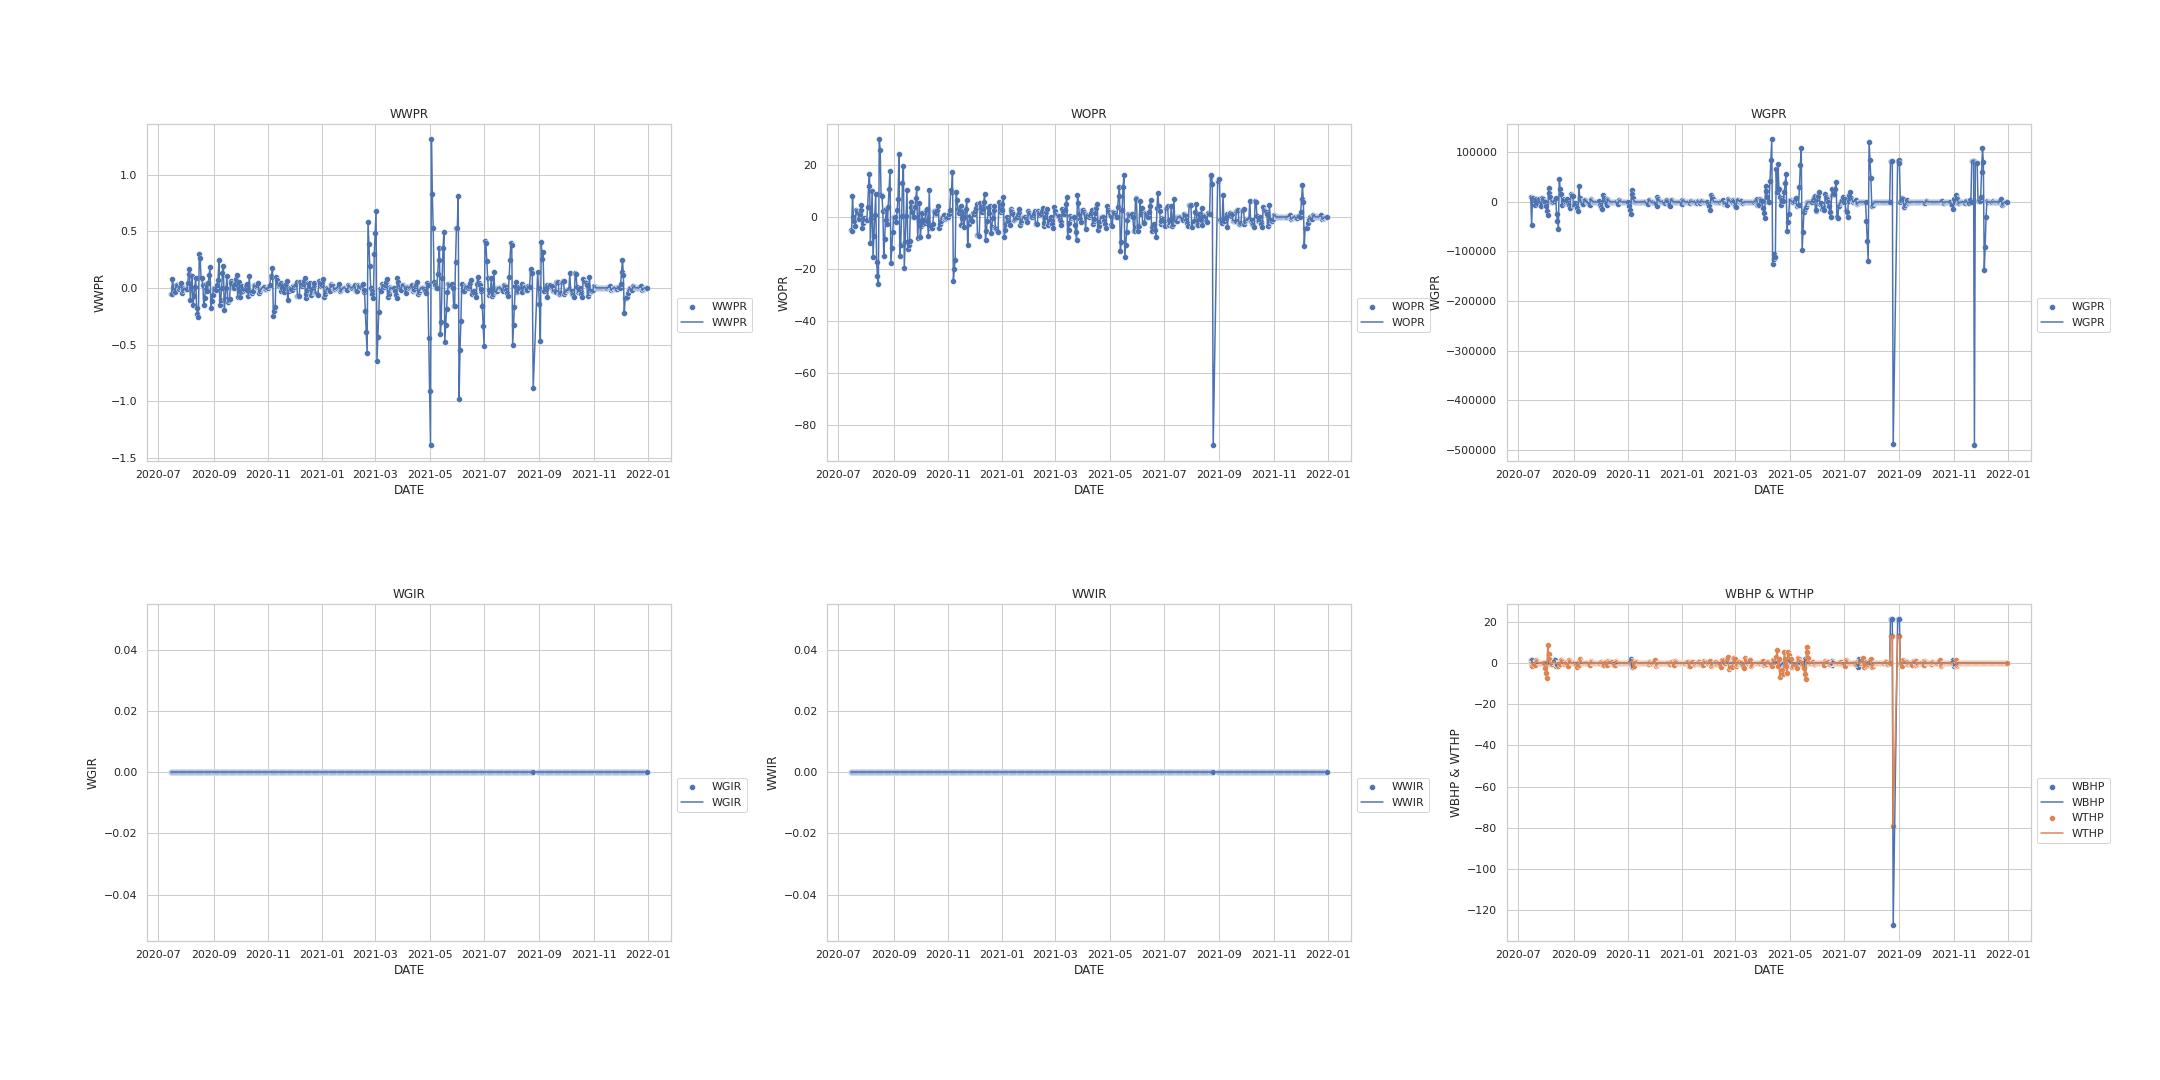 WWPR
1.0
0.5
0.0
−0.5
−1.0
−1.5
WWPR
2020-07 2020-09 2020-11 2021-01 2021-03 2021-05 2021-07 2021-09 2021-11 2022-01
DATE
WWPR
WWPR
WOPR
20
0
−20
−40
−60
−80
WOPR
2020-07 2020-09 2020-11 2021-01 2021-03 2021-05 2021-07 2021-09 2021-11 2022-01
DATE
WOPR
WOPR
WGPR
100000
0
−100000
−200000
−300000
−400000
−500000
WGPR
2020-07 2020-09 2020-11 2021-01 2021-03 2021-05 2021-07 2021-09 2021-11 2022-01
DATE
WGPR
WGPR
WGIR
0.04
0.02
0.00
−0.02
−0.04
WGIR
2020-07 2020-09 2020-11 2021-01 2021-03 2021-05 2021-07 2021-09 2021-11 2022-01
DATE
WGIR
WGIR
WWIR
0.04
0.02
0.00
−0.02
−0.04
WWIR
2020-07 2020-09 2020-11 2021-01 2021-03 2021-05 2021-07 2021-09 2021-11 2022-01
DATE
WWIR
WWIR
WBHP & WTHP
20
0
−20
−40
−60
−80
−100
−120
WBHP & WTHP
2020-07 2020-09 2020-11 2021-01 2021-03 2021-05 2021-07 2021-09 2021-11 2022-01
DATE
WBHP
WBHP
WTHP
WTHP